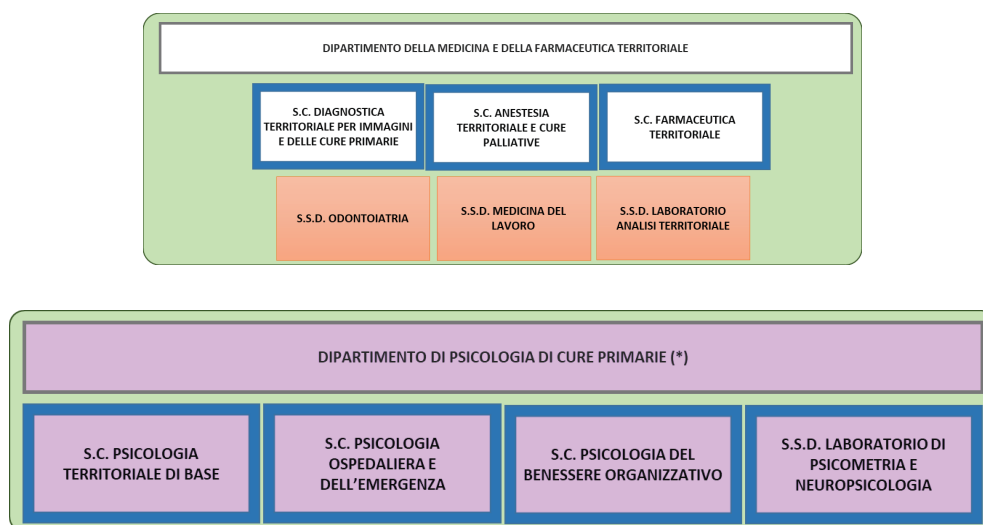 DIPARTIMENTO DELLA MEDICINA E DELLA FARMACEUTICA TERRITORIALE
S.C. DIAGNOSTICA
TERRITORIALE PER IMMAGINI
E DELLE CURE PRIMARIE
S.C. ANESTESIA
TERRITORIALE E CURE
PALLIATIVE
S.C. FARMACEUTICA
TERRITORIALE
S.S.D. ODONTOIATRIA
S.S.D. MEDICINA DEL
LAVORO
S.S.D. LABORATORIO
ANALISI TERRITORIALE
DIPARTIMENTO DI PSICOLOGIA DI CURE PRIMARIE (*)
S.C. PSICOLOGIA
TERRITORIALE DI BASE
S.C. PSICOLOGIA
OSPEDALIERA E
DELL'EMERGENZA
S.C. PSICOLOGIA DEL
BENESSERE ORGANIZZATIVO
S.S.D. LABORATORIO DI
PSICOMETRIA E
NEUROPSICOLOGIA